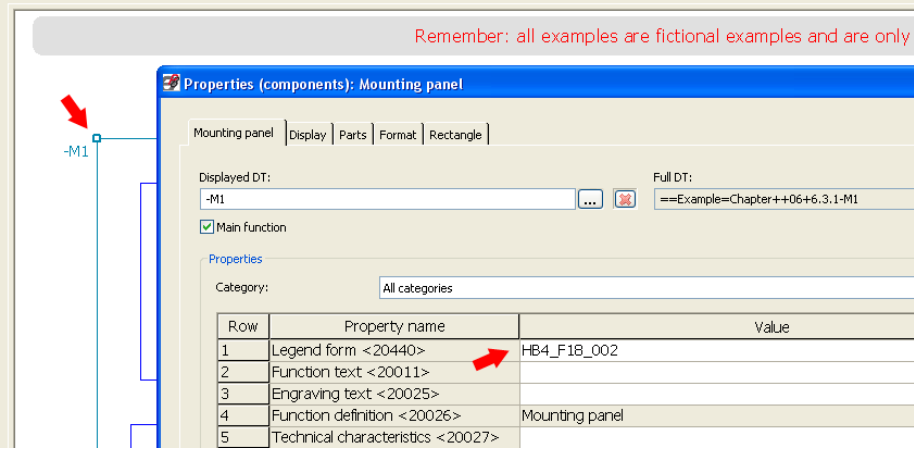 Remember: all examples are fictional examples and are only
Properties (components): Mounting panel
-M1
Mounting panel Display Parts Format Rectangle
Displayed DT: Full DT:
-M1 ... ==Example=Chapter++06+6.3.1-M1
Main function
Properties
Category: All categories
Row Property name Value
1 Legend form <20440> HB4_F18_002
2 Function text <20011>
3 Engraving text <20025>
4 Function definition <20026> Mounting panel
5 Technical characteristics <20027>